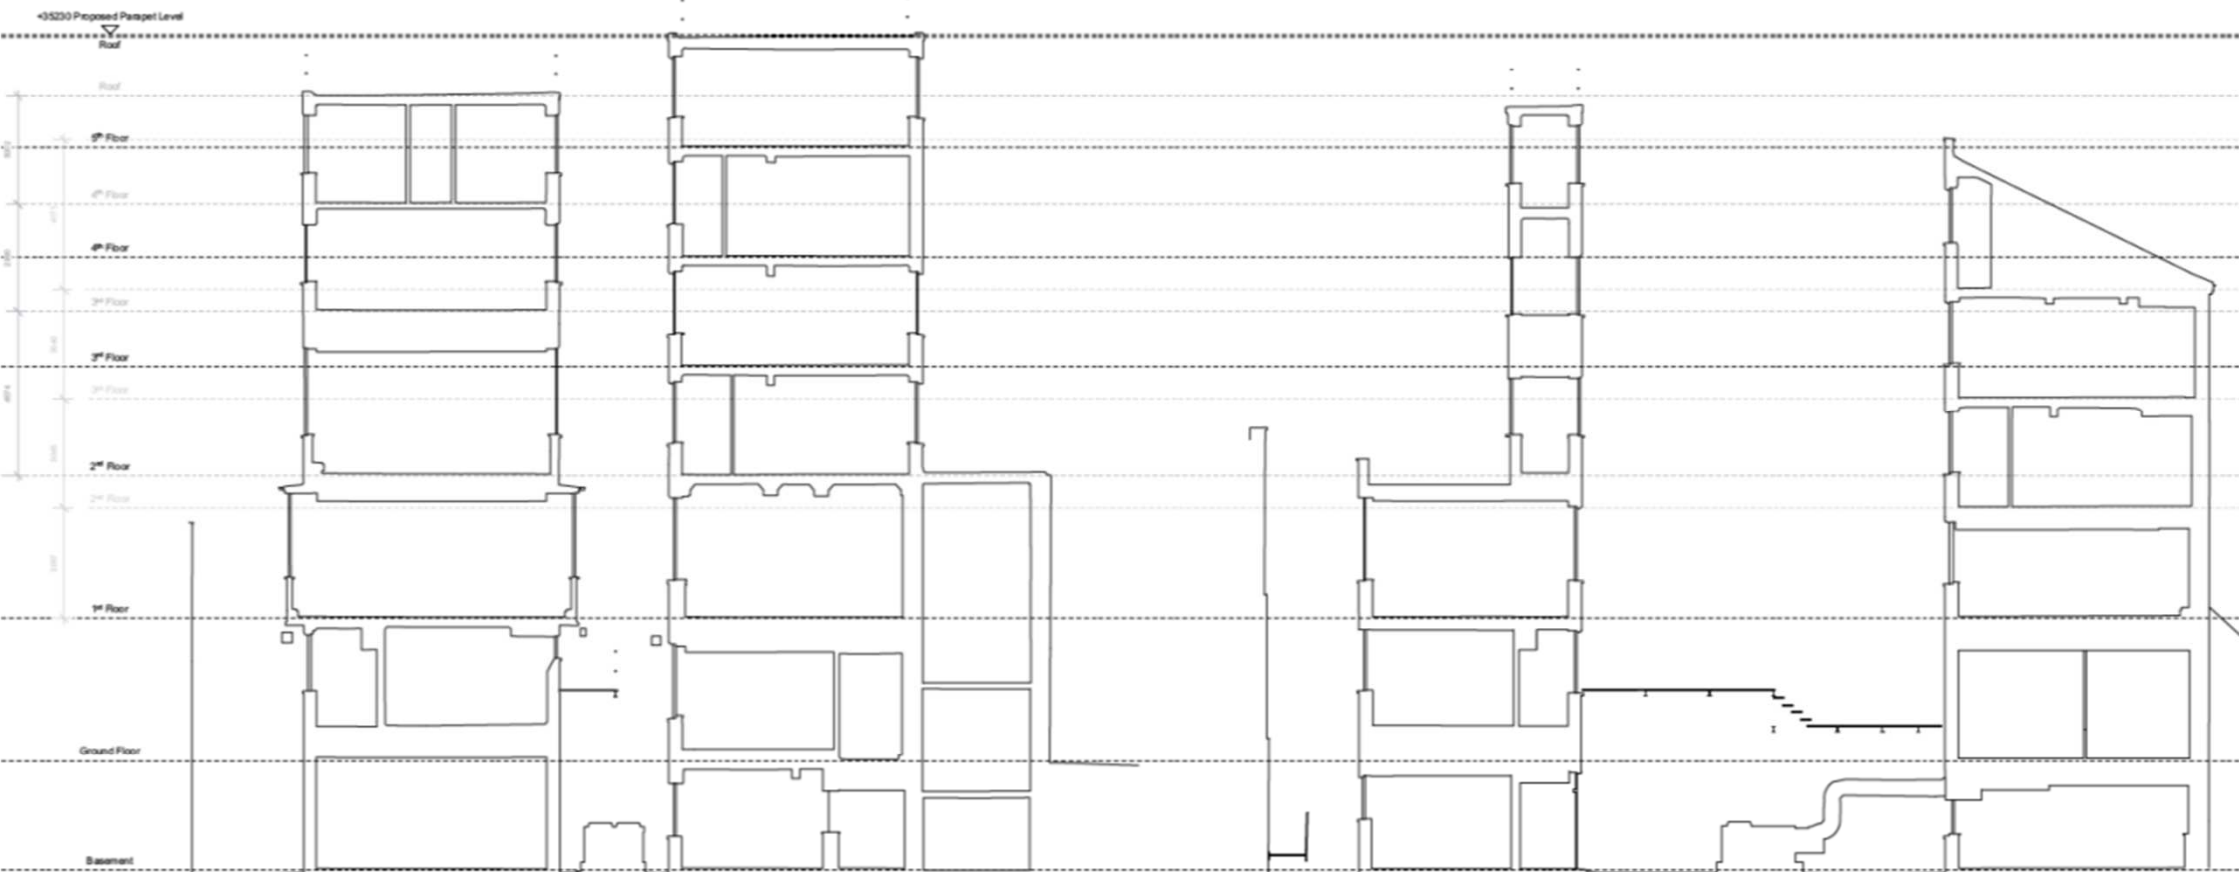 +35230 Proposed Parapet Level
Roof
Roof
5th Floor
4th Floor
4th Floor
3rd Floor
3rd Floor
3rd Floor
2nd Floor
2nd Floor
1st Floor
Ground Floor
Basement